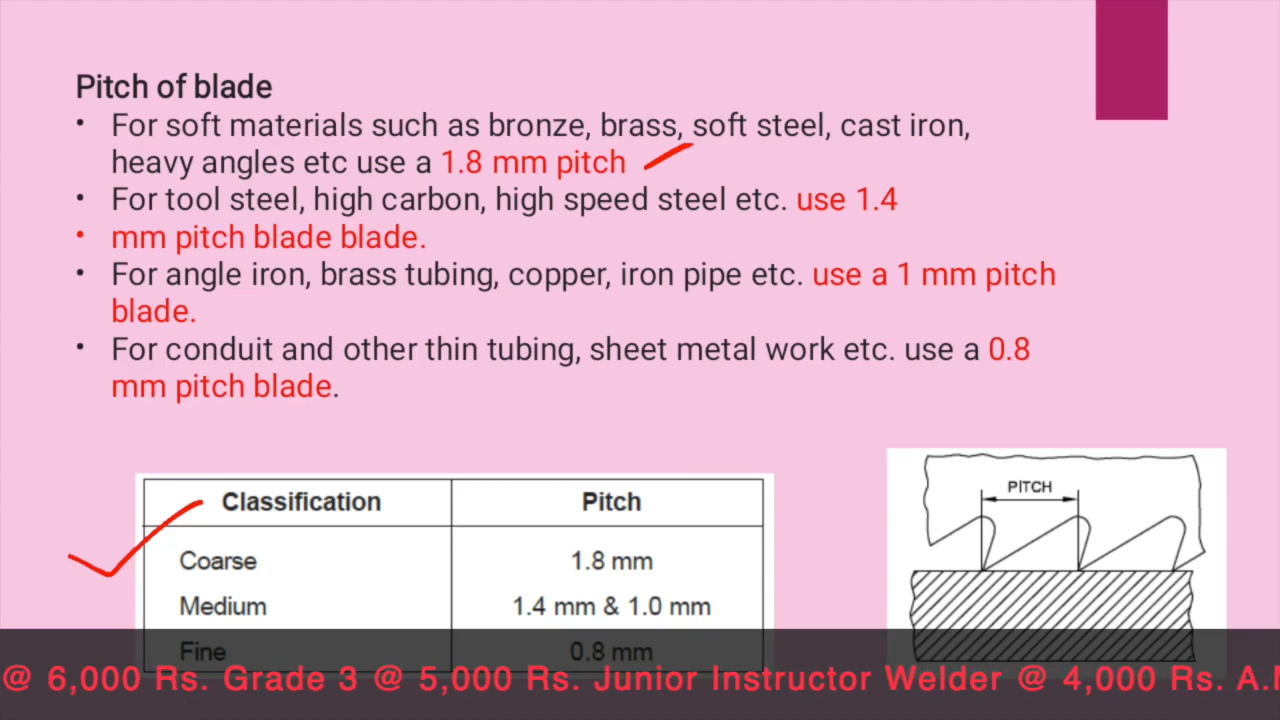 Pitch of blade
• For soft materials such as bronze, brass, soft steel, cast iron,
heavy angles etc use a 1.8 mm pitch
• For tool steel, high carbon, high speed steel etc. use 1.4
• mm pitch blade blade.
• For angle iron, brass tubing, copper, iron pipe etc. use a 1 mm pitch
blade.
• For conduit and other thin tubing, sheet metal work etc. use a 0.8
mm pitch blade.
Classification Pitch
Coarse 1.8 mm
Medium 1.4 mm & 1.0 mm
Fine 0.8 mm
PITCH
@ 6,000 Rs. Grade 3 @ 5,000 Rs. Junior Instructor Welder @ 4,000 Rs. A.